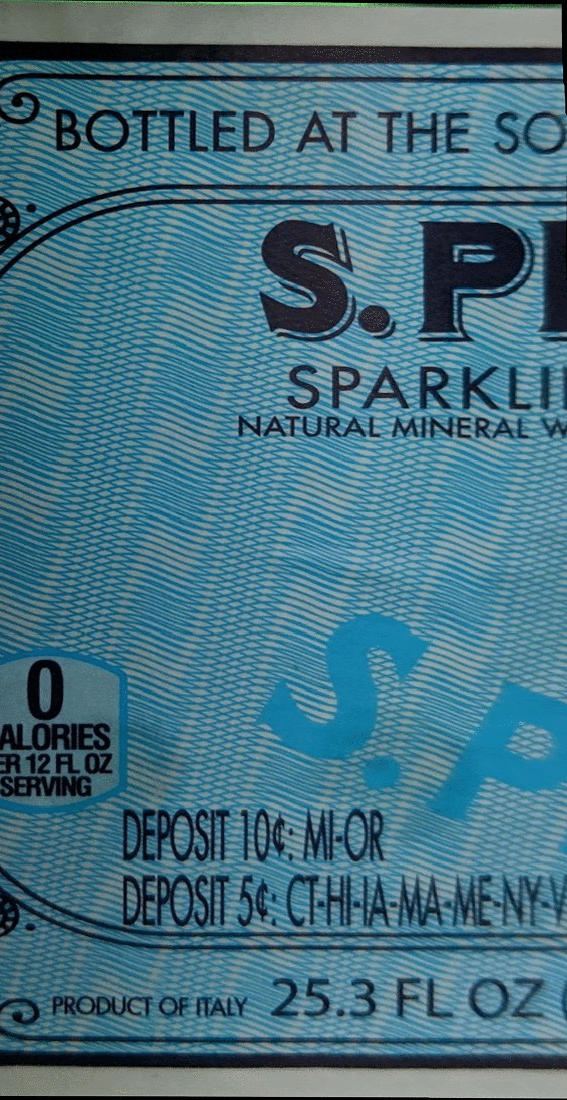 BOTTLED AT THE SO
S.PE
SPARKLI
NATURAL MINERAL W
S.P
0
ALORIES
ER 12 FL OZ
SERVING
DEPOSIT 10¢: MI-OR
DEPOSIT 5¢: CT-HI-IA-MA-ME-NY-V
PRODUCT OF ITALY 25.3 FL OZ (